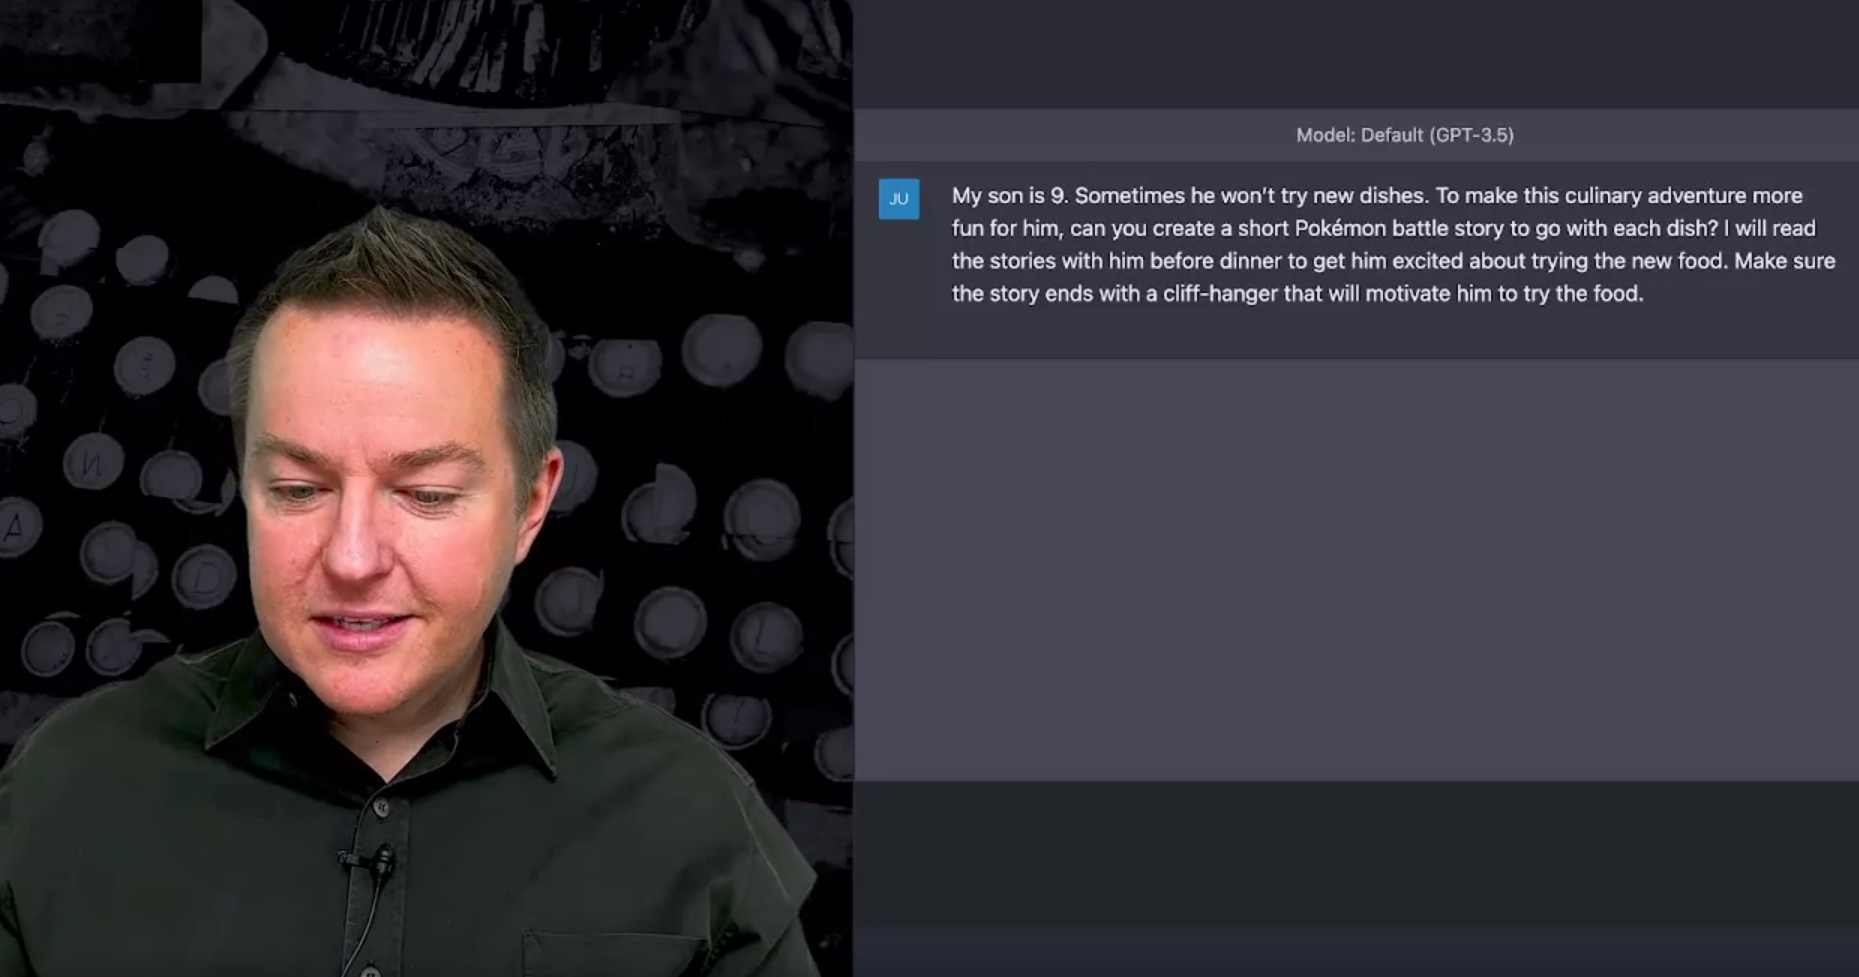 Model: Default (GPT-3.5)
JU
My son is 9. Sometimes he won't try new dishes. To make this culinary adventure more
fun for him, can you create a short Pokémon battle story to go with each dish? I will read
the stories with him before dinner to get him excited about trying the new food. Make sure
the story ends with a cliff-hanger that will motivate him to try the food.
W
A
D